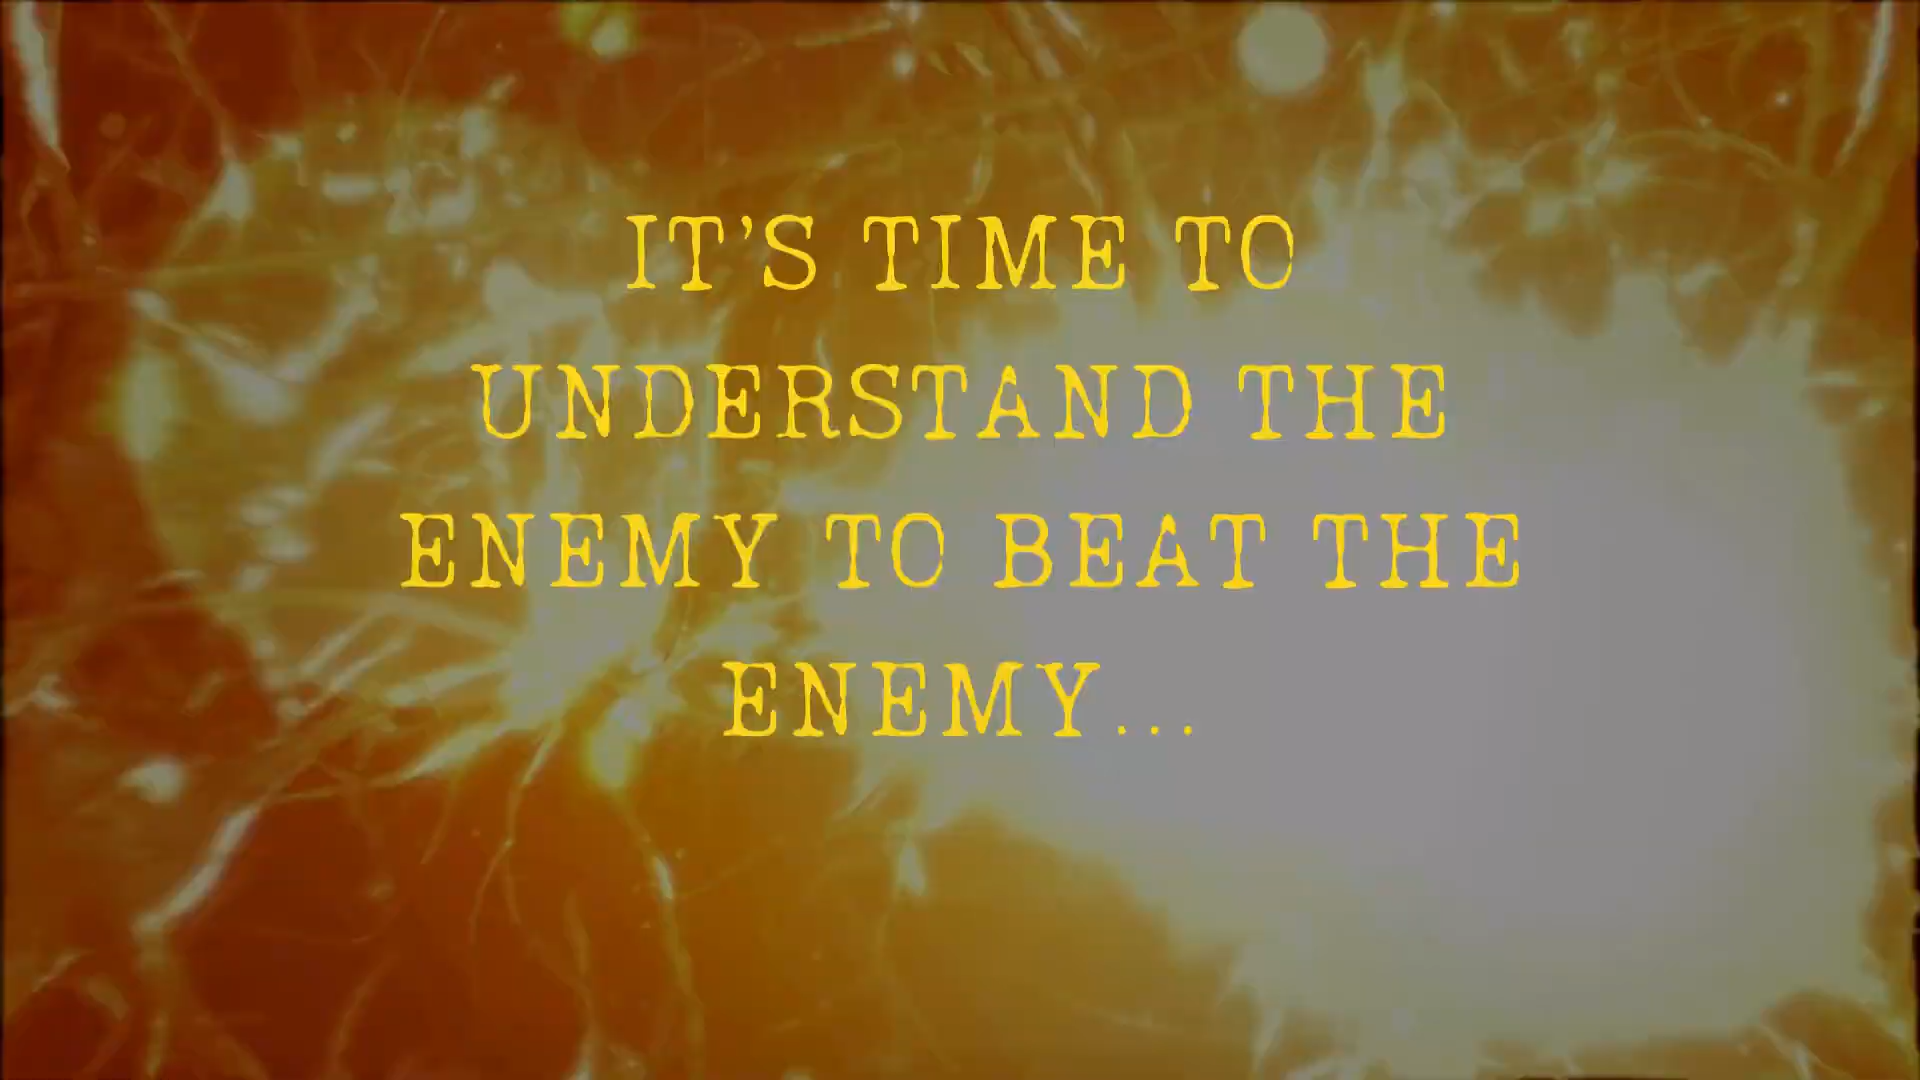 IT’S TIME TO
UNDERSTAND THE
ENEMY TO BEAT THE
ENEMY...